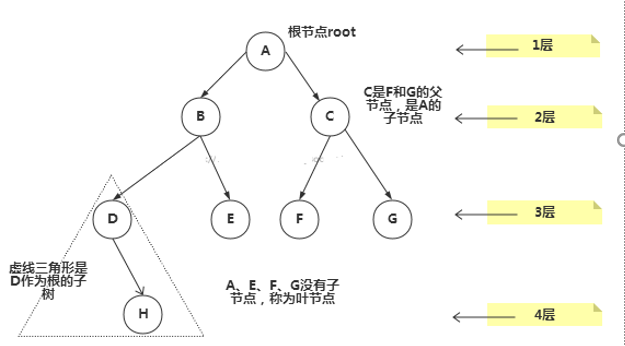 根节点root
A
1层
C是F和G的父
节点，是A的
子节点
B
C
2层
D
E
F
G
3层
虚线三角形是
D作为根的子
树
A、E、F、G没有子
节点，称为叶节点
H
4层